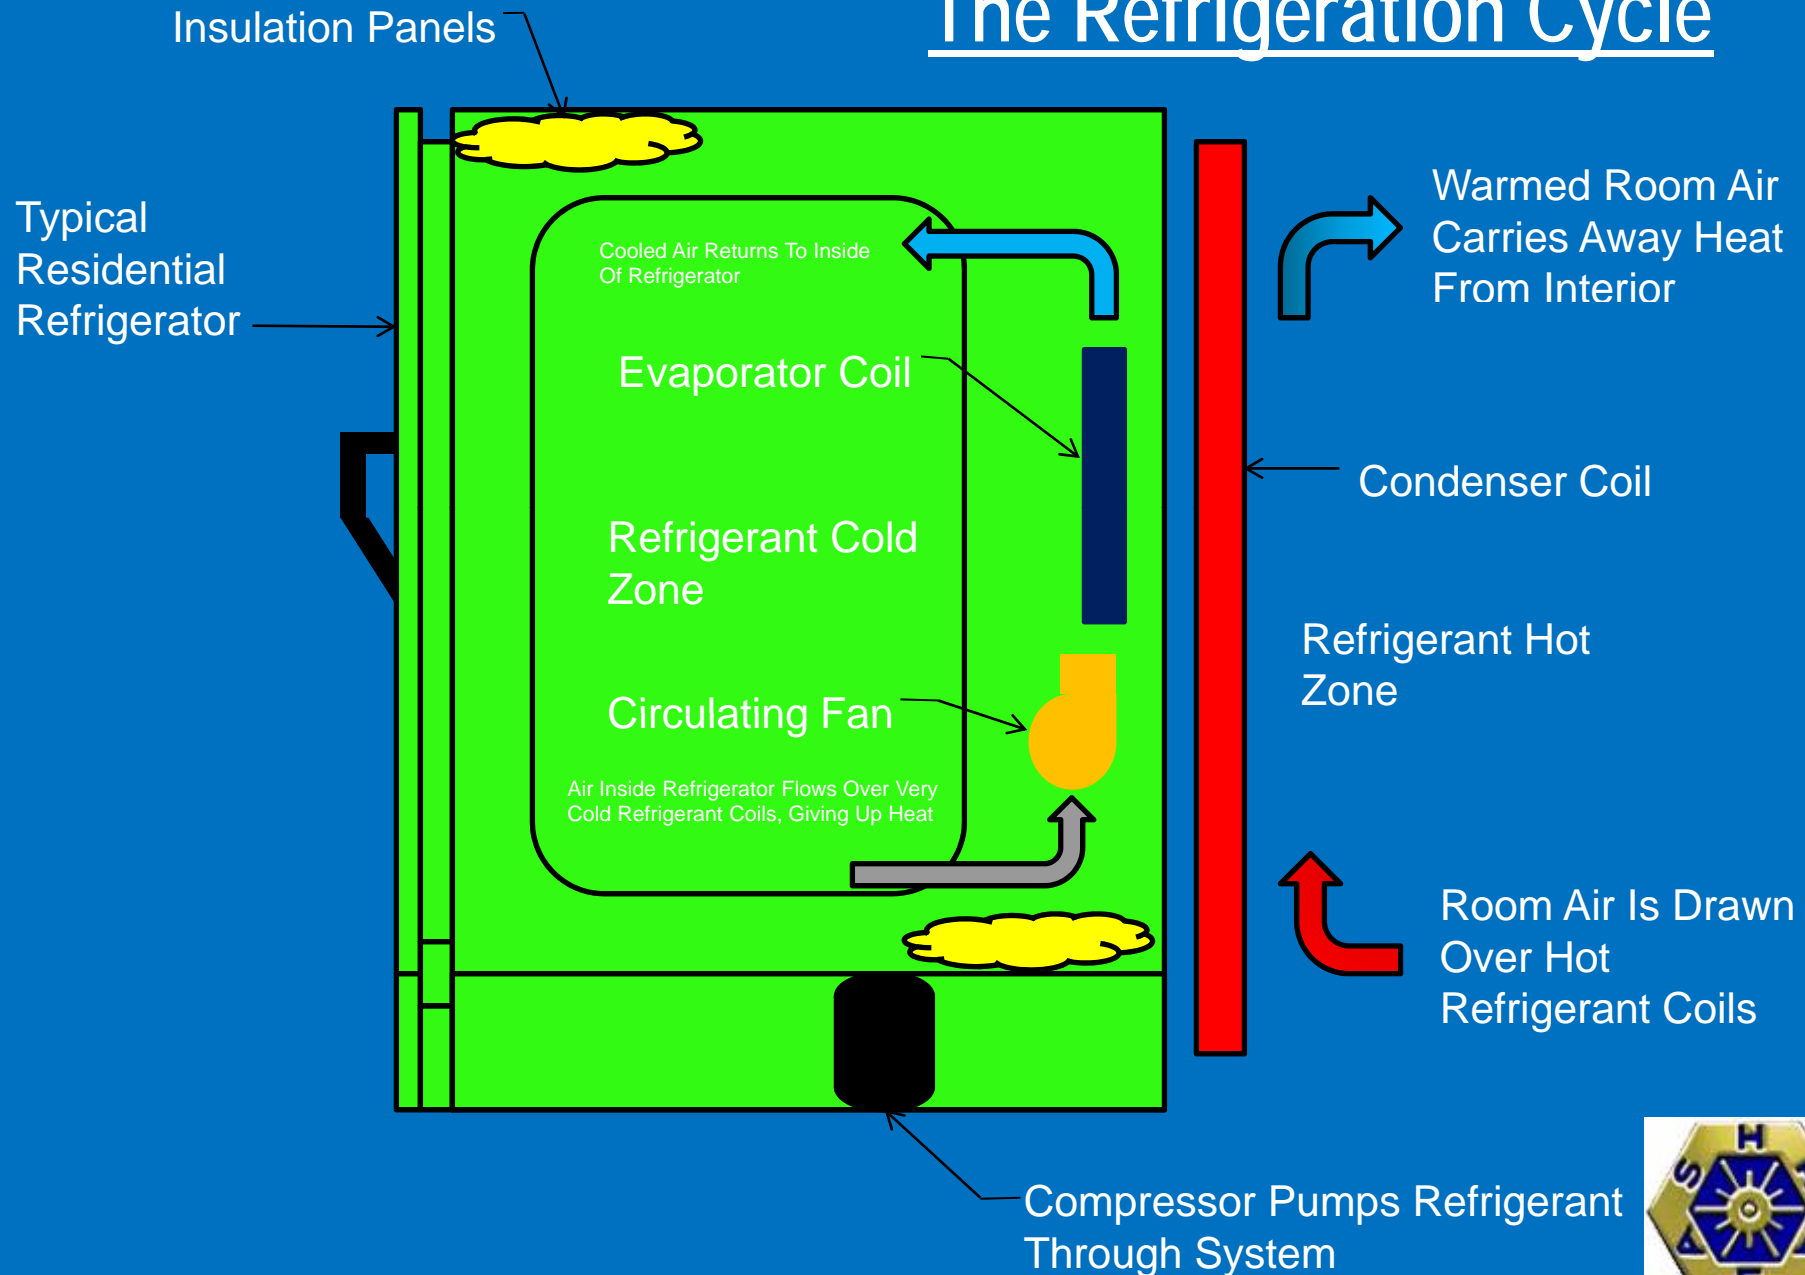 The Refrigeration Cycle
Insulation Panels
Typical
Residential
Refrigerator
Cooled Air Returns To Inside
Of Refrigerator
Evaporator Coil
Refrigerant Cold
Zone
Circulating Fan
Air Inside Refrigerator Flows Over Very
Cold Refrigerant Coils, Giving Up Heat
Warmed Room Air
Carries Away Heat
From Interior
Condenser Coil
Refrigerant Hot
Zone
Room Air Is Drawn
Over Hot
Refrigerant Coils
Compressor Pumps Refrigerant
Through System